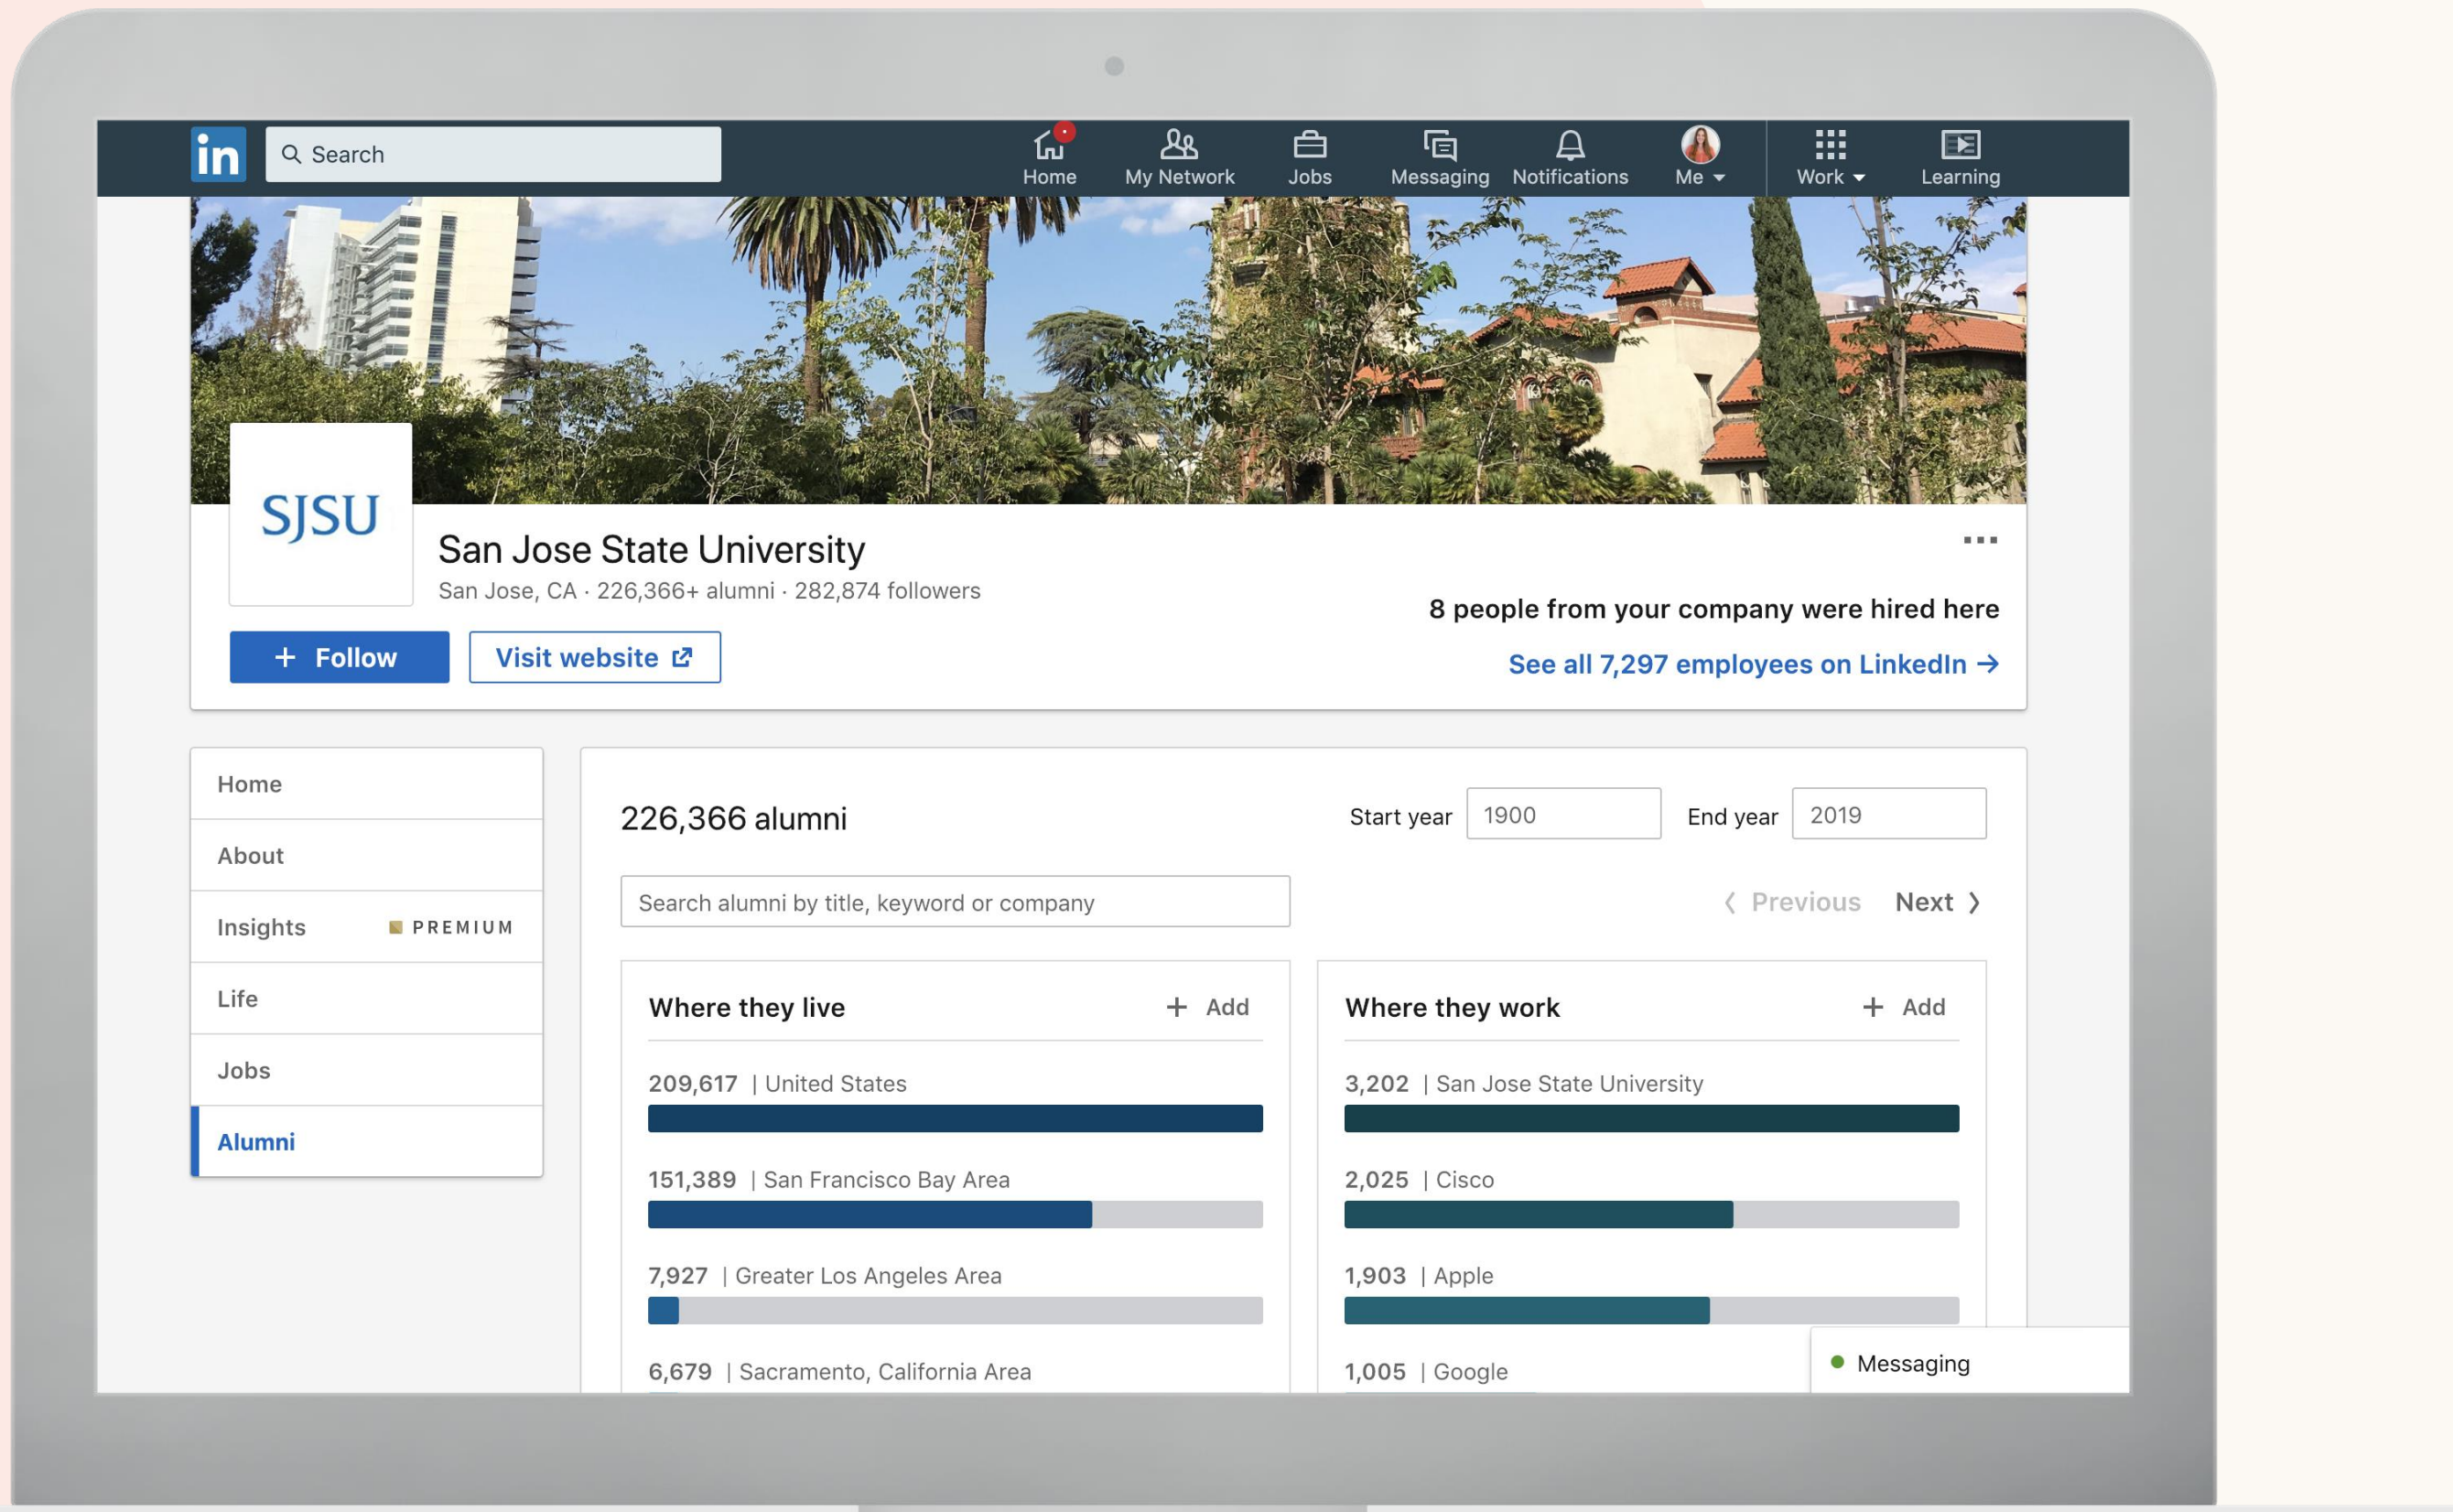 in
Search
Home
My Network
Jobs
Messaging
Notifications
Me
Work
Learning
SJSU
San Jose State University
San Jose, CA · 226,366+ alumni · 282,874 followers
8 people from your company were hired here
+ Follow
Visit website
See all 7,297 employees on LinkedIn →
Home
About
Insights PREMIUM
Life
Jobs
Alumni
226,366 alumni
Start year 1900 End year 2019
Search alumni by title, keyword or company
Previous Next
Where they live + Add
209,617 | United States
151,389 | San Francisco Bay Area
7,927 | Greater Los Angeles Area
6,679 | Sacramento, California Area
Where they work + Add
3,202 | San Jose State University
2,025 | Cisco
1,903 | Apple
1,005 | Google
Messaging